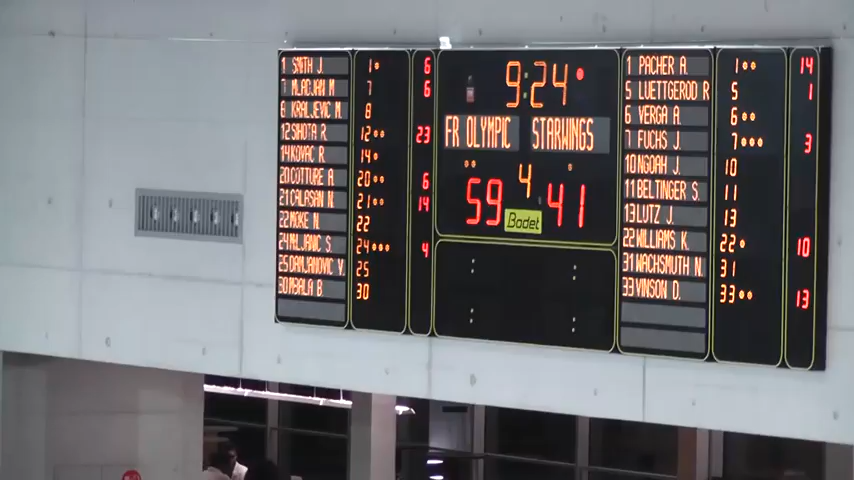 1 SMITH J. 1 6
7 MLADJAN M 7 6
8 KRALJEVIC M. 8
12 SIHOTA R 12 23
14 KOVAC R. 14
20 COTTURE A. 20 6
21 CALASAN N. 21 14
22 MOKE N. 22
24 MILJANIC S. 24 4
25 DAMJANOVIC V. 25
30 MBALA B. 30
9:24
FR OLYMPIC STARWINGS
4
59 41
Bodet
1 PACHER A. 1 14
5 LUETTGEROD R 5 1
6 VERGA A. 6
7 FUCHS J. 7 3
10 NGOAH J. 10
11 BELTINGER S. 11
13 LUTZ J. 13
22 WILLIAMS K. 22 10
31 WACHSMUTH N. 31
33 VINSON D. 33 13